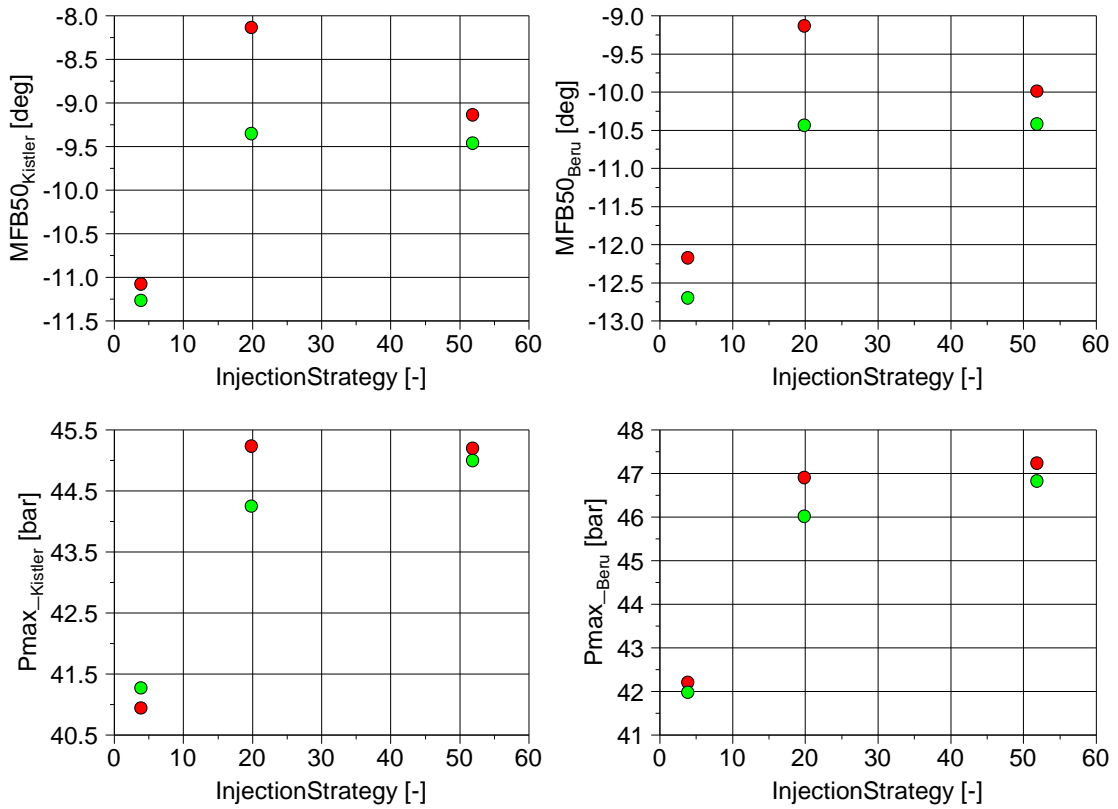 -8.0
-8.5
-9.0
-9.5
-10.0
-10.5
-11.0
-11.5
MFB50Kistler [deg]
0 10 20 30 40 50 60
InjectionStrategy [-]
-9.0
-9.5
-10.0
-10.5
-11.0
-11.5
-12.0
-12.5
-13.0
MFB50Beru [deg]
0 10 20 30 40 50 60
InjectionStrategy [-]
45.5
44.5
43.5
42.5
41.5
40.5
Pmax_Kistler [bar]
0 10 20 30 40 50 60
InjectionStrategy [-]
48
47
46
45
44
43
42
41
Pmax_Beru [bar]
0 10 20 30 40 50 60
InjectionStrategy [-]